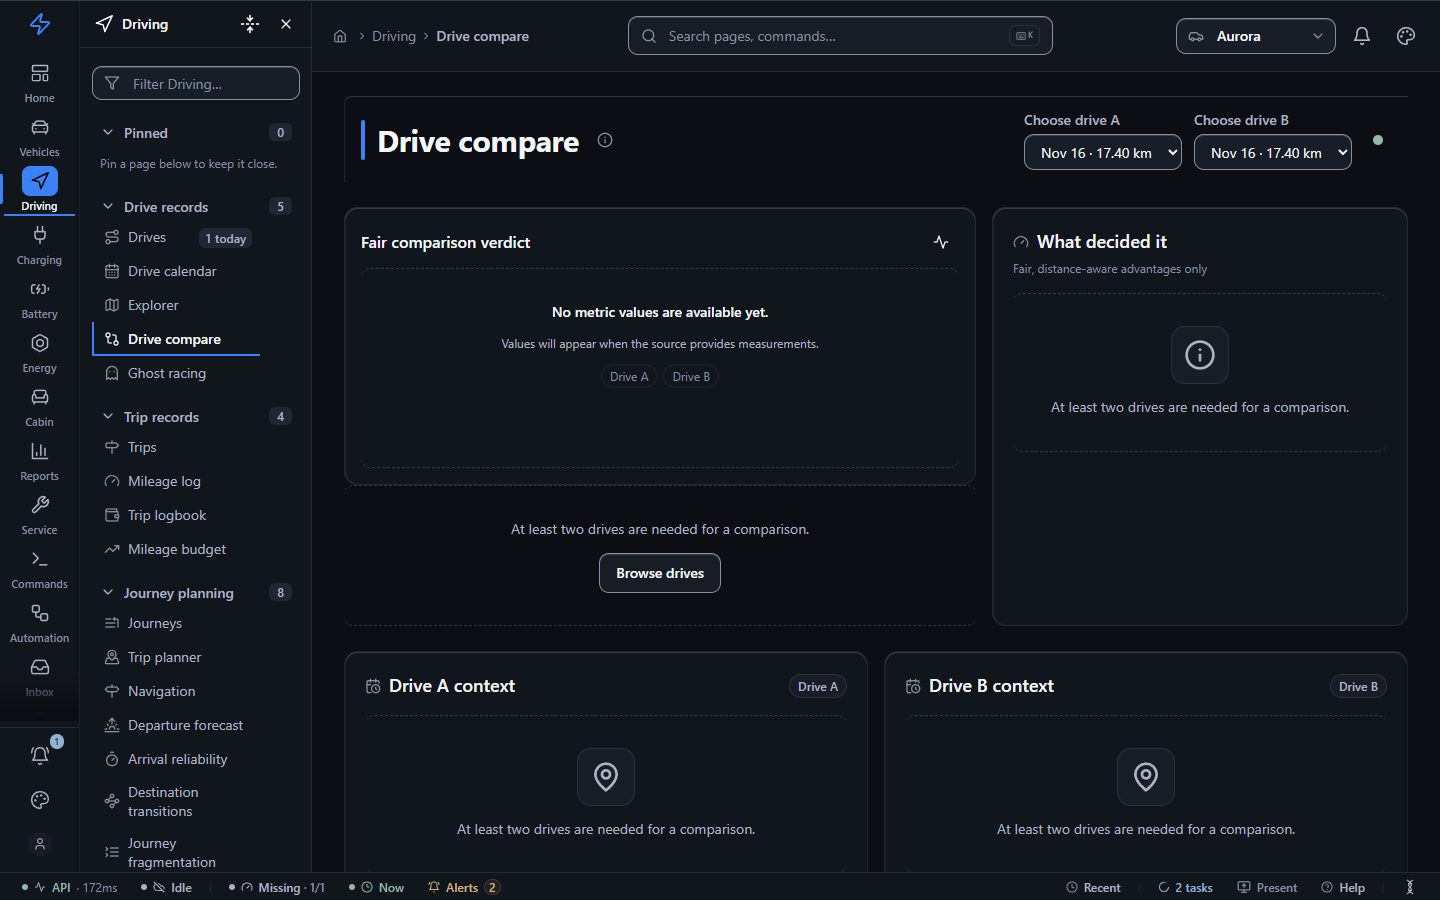 Driving
Driving
Drive compare
Search pages, commands...
K
Aurora
Home
Vehicles
Driving
Charging
Battery
Energy
Cabin
Reports
Service
Commands
Automation
Inbox
1
Filter Driving...
Pinned
0
Pin a page below to keep it close.
Drive records
5
Drives
1 today
Drive calendar
Explorer
Drive compare
Ghost racing
Trip records
4
Trips
Mileage log
Trip logbook
Mileage budget
Journey planning
8
Journeys
Trip planner
Navigation
Departure forecast
Arrival reliability
Destination
transitions
Journey
fragmentation
Drive compare
Choose drive A
Nov 16 · 17.40 km
Choose drive B
Nov 16 · 17.40 km
Fair comparison verdict
No metric values are available yet.
Values will appear when the source provides measurements.
Drive A
Drive B
At least two drives are needed for a comparison.
Browse drives
What decided it
Fair, distance-aware advantages only
At least two drives are needed for a comparison.
Drive A context
Drive A
At least two drives are needed for a comparison.
Drive B context
Drive B
At least two drives are needed for a comparison.
API · 172ms
Idle
Missing · 1/1
Now
Alerts 2
Recent
2 tasks
Present
Help